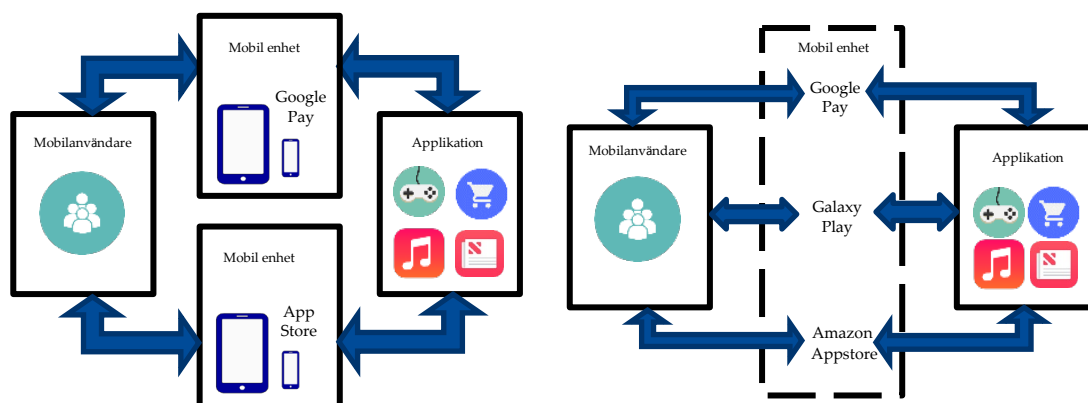 Mobil enhet
Google
Pay
Mobilanvändare
Applikation
Mobil enhet
App
Store
Mobil enhet
Google
Pay
Mobilanvändare
Applikation
Galaxy
Play
Amazon
Appstore